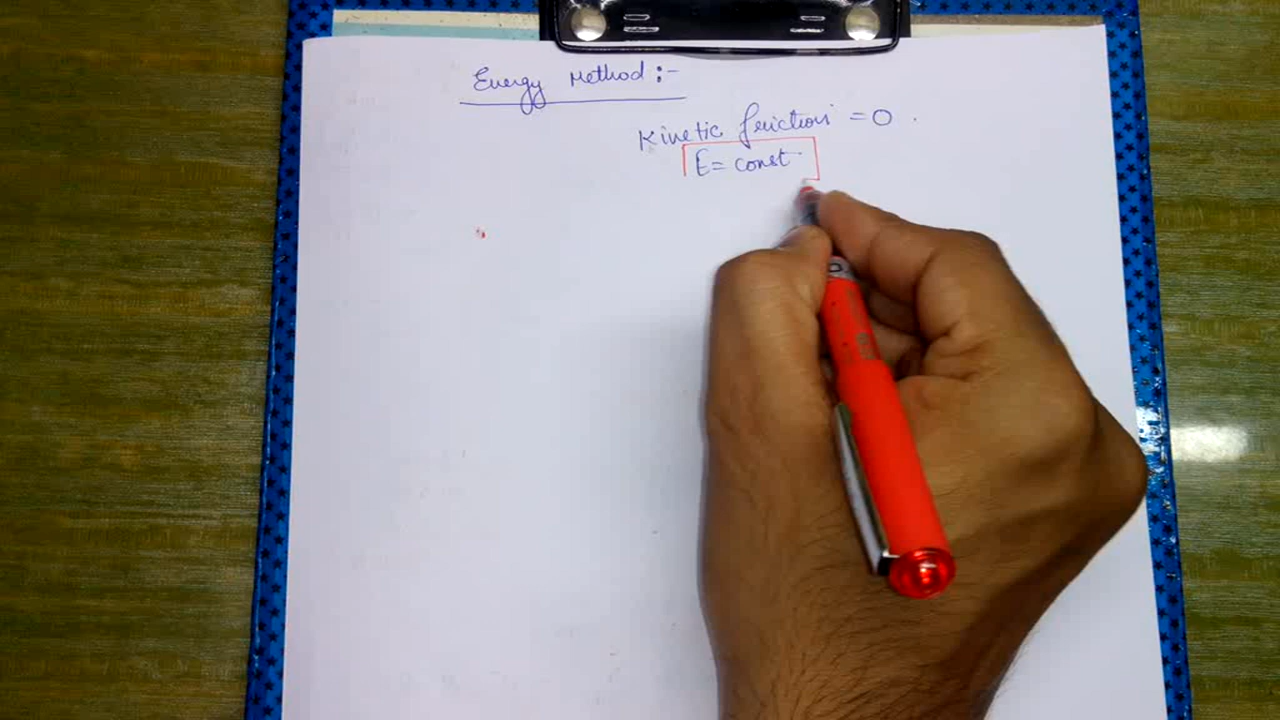 Energy Method :-
Kinetic friction = 0 .
E = const